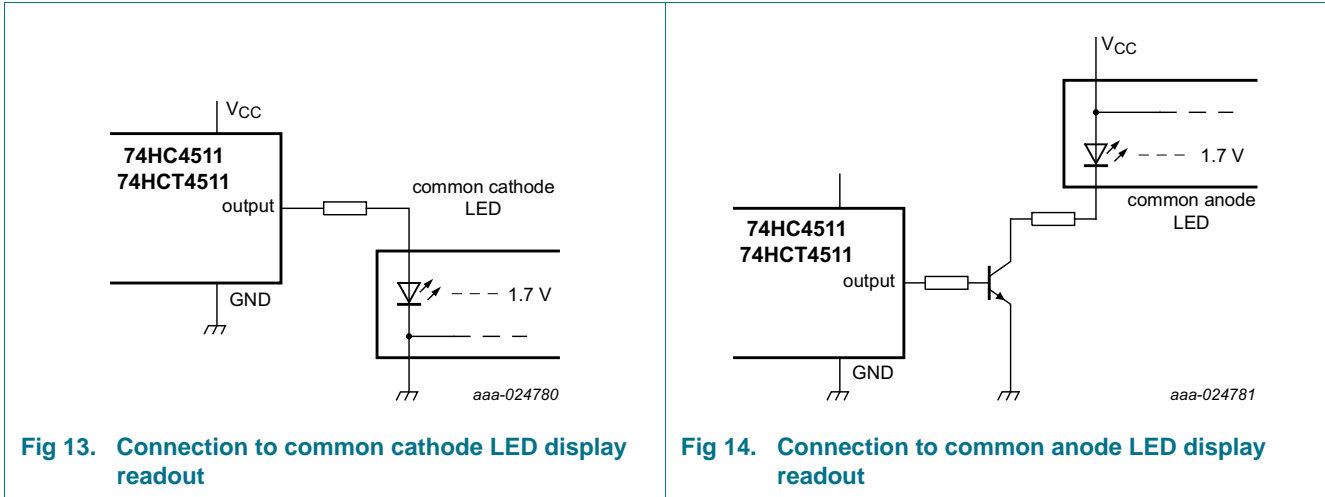 VCC
74HC4511
74HCT4511
output
common cathode
LED
1.7 V
GND
aaa-024780
Fig 13. Connection to common cathode LED display
readout
VCC
1.7 V
common anode
LED
74HC4511
74HCT4511
output
GND
aaa-024781
Fig 14. Connection to common anode LED display
readout